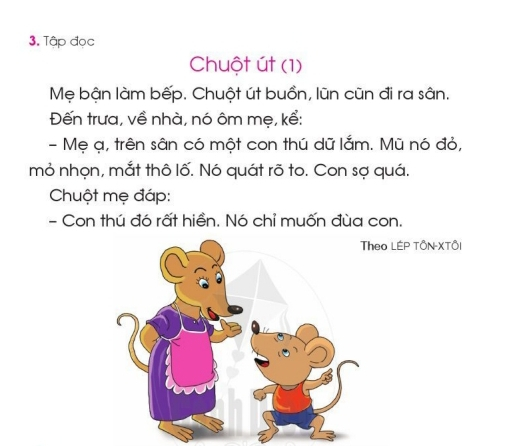 3. Tập đọc
Chuột út (1)
Mẹ bận làm bếp. Chuột út buồn, lũn cũn đi ra sân.
Đến trưa, về nhà, nó ôm mẹ, kể:
– Mẹ ạ, trên sân có một con thú dữ lắm. Mũ nó đỏ,
mỏ nhọn, mắt thô lố. Nó quát rõ to. Con sợ quá.
Chuột mẹ đáp:
– Con thú đó rất hiền. Nó chỉ muốn đùa con.
Theo LÉP TÔN-XTÔI